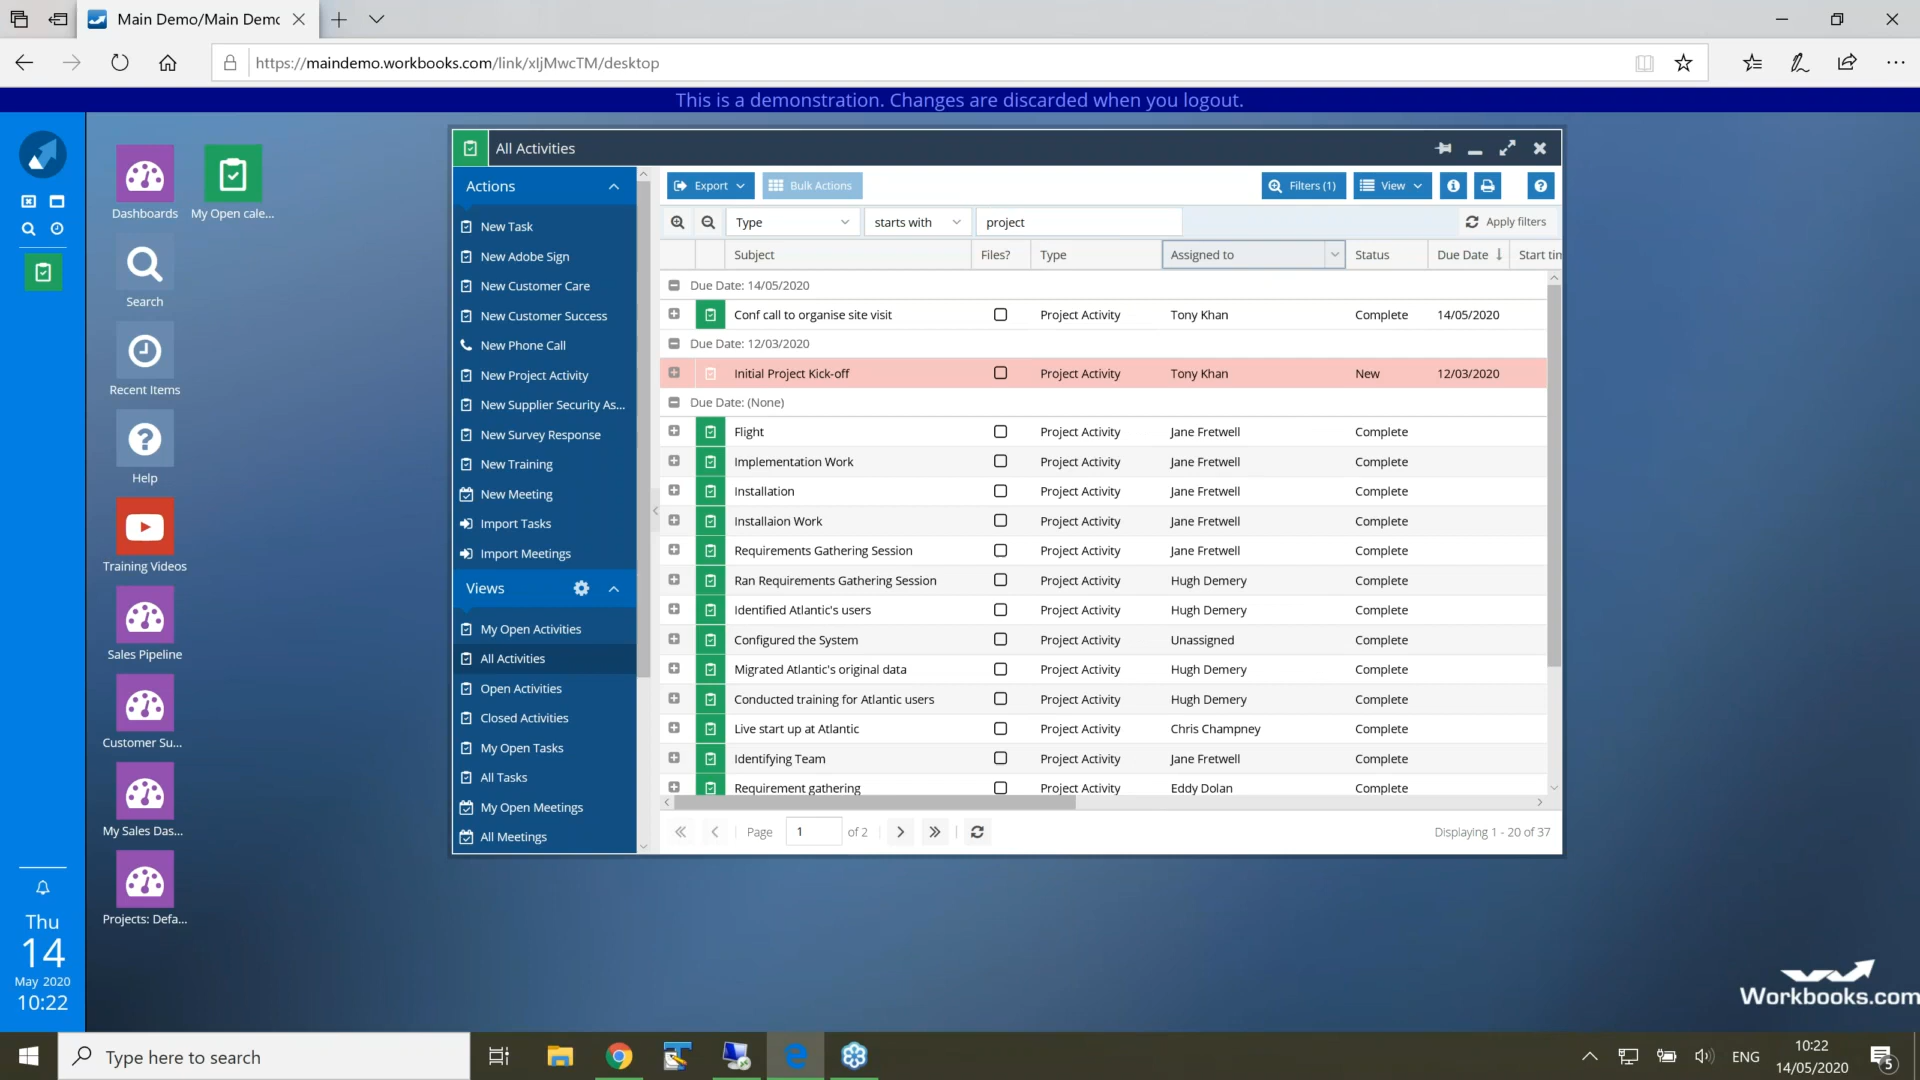 Main Demo/Main Demo
https://maindemo.workbooks.com/link/xIjMwcTM/desktop
This is a demonstration. Changes are discarded when you logout.
All Activities
Dashboards
My Open cale...
Search
Recent Items
Help
Training Videos
Sales Pipeline
Customer Su...
My Sales Das...
Projects: Defa...
Thu
14
May 2020
10:22
Actions
New Task
New Adobe Sign
New Customer Care
New Customer Success
New Phone Call
New Project Activity
New Supplier Security As...
New Survey Response
New Training
New Meeting
Import Tasks
Import Meetings
Views
My Open Activities
All Activities
Open Activities
Closed Activities
My Open Tasks
All Tasks
My Open Meetings
All Meetings
Export Bulk Actions Filters (1) View
Type starts with project Apply filters
Subject Files? Type Assigned to Status Due Date Start tim
Due Date: 14/05/2020
Conf call to organise site visit Project Activity Tony Khan Complete 14/05/2020
Due Date: 12/03/2020
Initial Project Kick-off Project Activity Tony Khan New 12/03/2020
Due Date: (None)
Flight Project Activity Jane Fretwell Complete
Implementation Work Project Activity Jane Fretwell Complete
Installation Project Activity Jane Fretwell Complete
Installaion Work Project Activity Jane Fretwell Complete
Requirements Gathering Session Project Activity Jane Fretwell Complete
Ran Requirements Gathering Session Project Activity Hugh Demery Complete
Identified Atlantic's users Project Activity Hugh Demery Complete
Configured the System Project Activity Unassigned Complete
Migrated Atlantic's original data Project Activity Hugh Demery Complete
Conducted training for Atlantic users Project Activity Hugh Demery Complete
Live start up at Atlantic Project Activity Chris Champney Complete
Identifying Team Project Activity Jane Fretwell Complete
Requirement gathering Project Activity Eddy Dolan Complete
Page 1 of 2 Displaying 1 - 20 of 37
Workbooks.com
Type here to search
ENG
10:22
14/05/2020
5